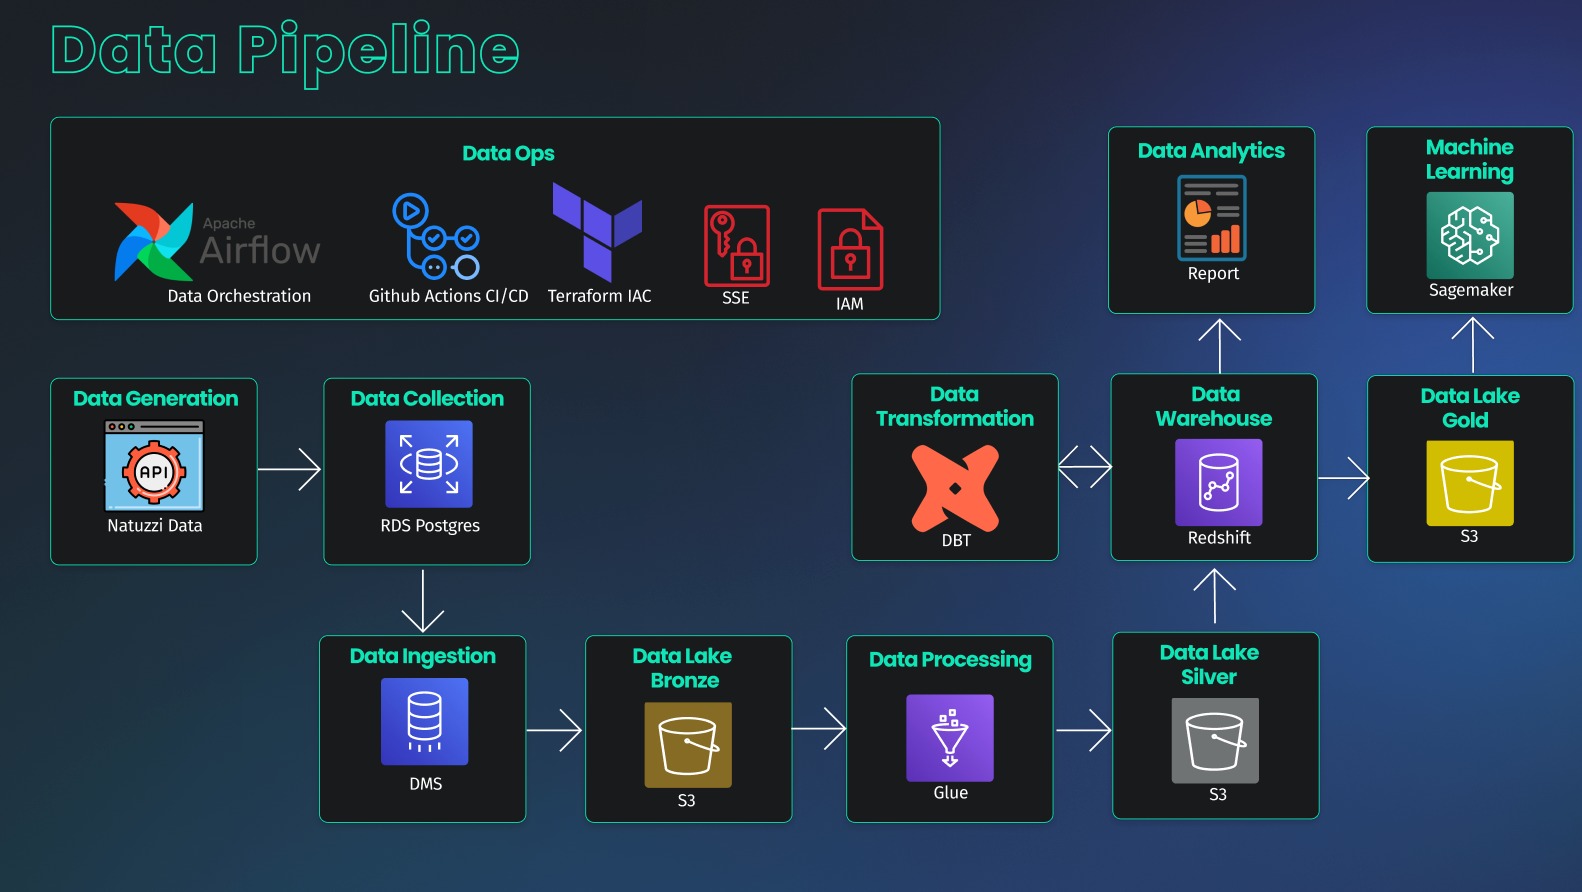 Data Pipeline
Data Ops
Apache
Airflow
Data Orchestration
Github Actions CI/CD
Terraform IAC
SSE
IAM
Data Analytics
Report
Machine
Learning
Sagemaker
Data Generation
API
Natuzzi Data
Data Collection
RDS Postgres
Data
Transformation
DBT
Data
Warehouse
Redshift
Data Lake
Gold
S3
Data Ingestion
DMS
Data Lake
Bronze
S3
Data Processing
Glue
Data Lake
Silver
S3